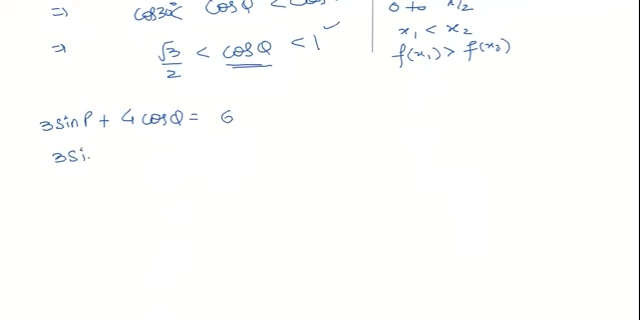 => cos30° < cosQ < cos
0 to π/2
x₁ < x₂
=> √3/2 < cosQ < 1 ✓
f(x₁) > f(x₂)
3sinP + 4cosQ = 6
3Si